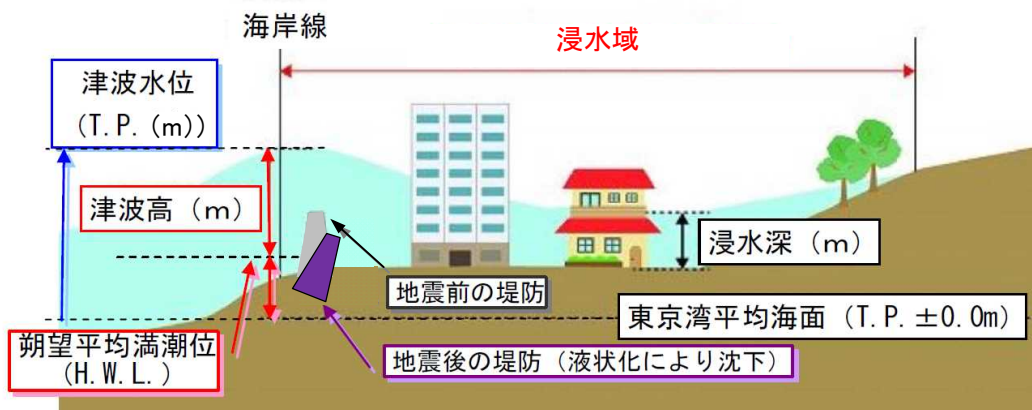 海岸線
浸水域
津波水位
(T.P.(m))
津波高(m)
浸水深(m)
地震前の堤防
東京湾平均海面(T.P.±0.0m)
朔望平均満潮位
(H.W.L.)
地震後の堤防(液状化により沈下)